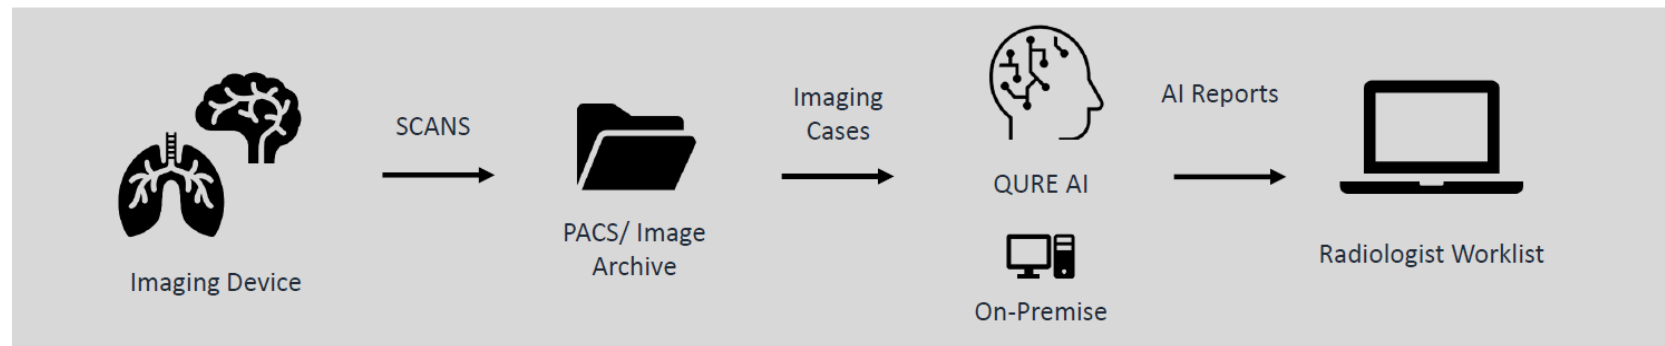 Imaging Device
SCANS
PACS/ Image
Archive
Imaging
Cases
QURE AI
On-Premise
AI Reports
Radiologist Worklist